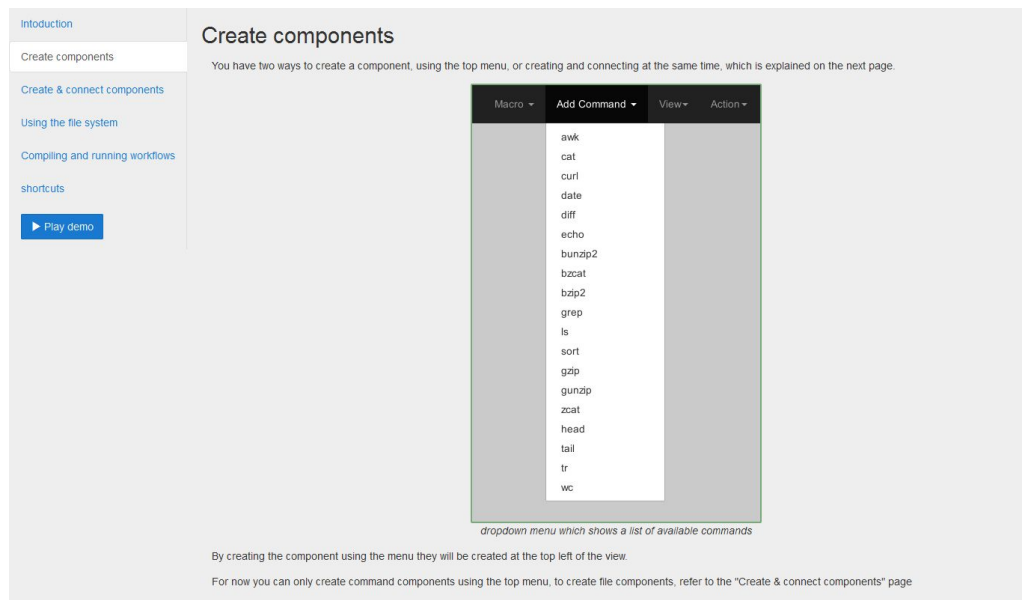 Intoduction
Create components
Create & connect components
Using the file system
Compiling and running workflows
shortcuts
Play demo
Create components
You have two ways to create a component, using the top menu, or creating and connecting at the same time, which is explained on the next page.
Macro Add Command View Action
awk
cat
curl
date
diff
echo
bunzip2
bzcat
bzip2
grep
ls
sort
gzip
gunzip
zcat
head
tail
tr
wc
dropdown menu which shows a list of available commands
By creating the component using the menu they will be created at the top left of the view.
For now you can only create command components using the top menu, to create file components, refer to the "Create & connect components" page